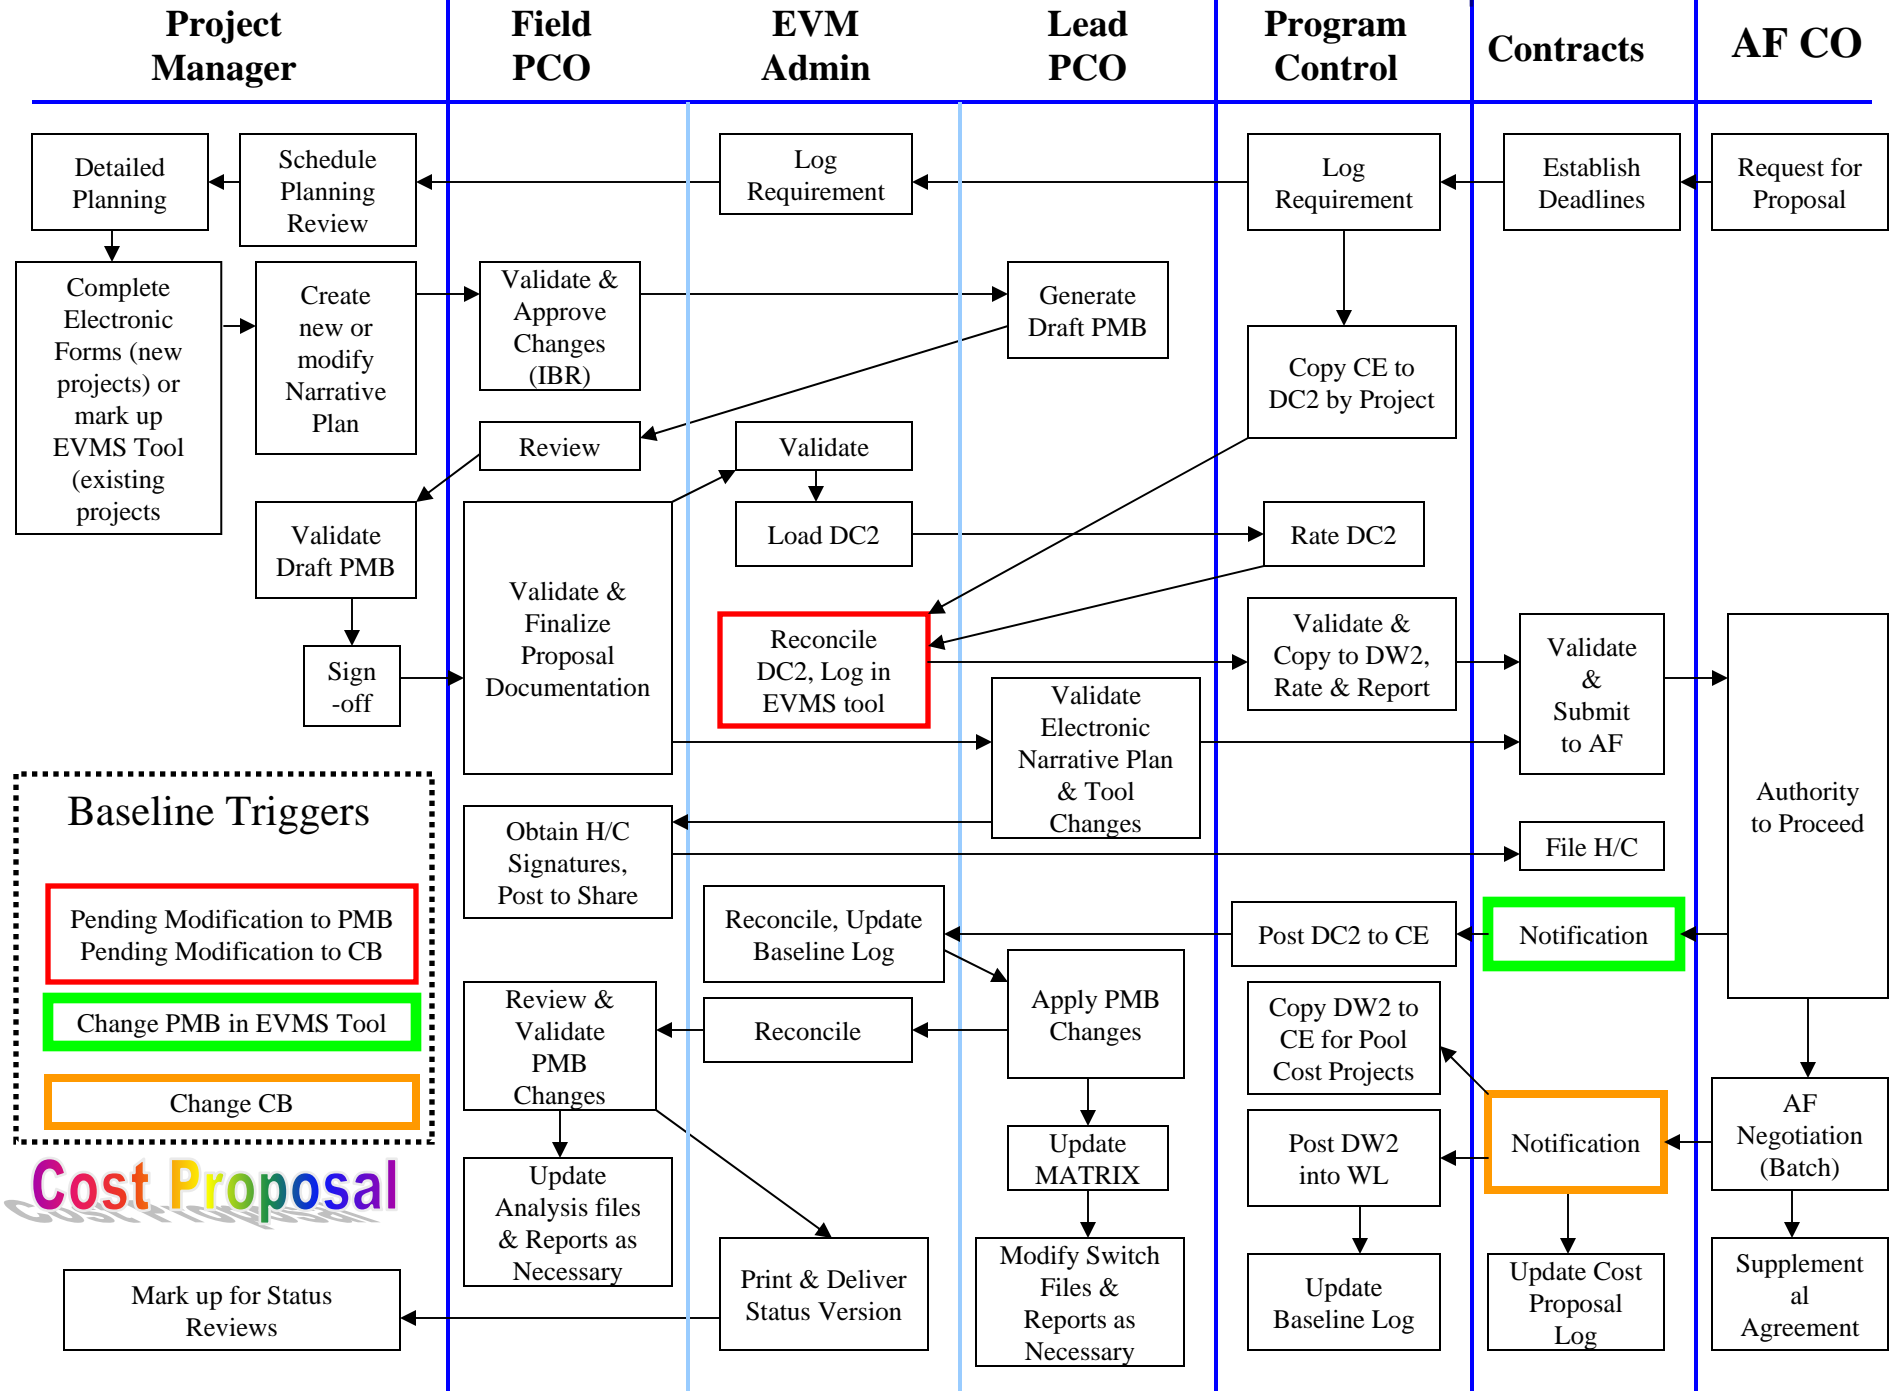 Project
Manager
Field
PCO
EVM
Admin
Lead
PCO
Program
Control
Contracts
AF CO
Detailed
Planning
Schedule
Planning
Review
Log
Requirement
Log
Requirement
Establish
Deadlines
Request for
Proposal
Complete
Electronic
Forms (new
projects) or
mark up
EVMS Tool
(existing
projects
Create
new or
modify
Narrative
Plan
Validate &
Approve
Changes
(IBR)
Generate
Draft PMB
Copy CE to
DC2 by Project
Review
Validate
Validate
Draft PMB
Load DC2
Rate DC2
Validate &
Finalize
Proposal
Documentation
Sign
-off
Reconcile
DC2, Log in
EVMS tool
Validate &
Copy to DW2,
Rate & Report
Validate
&
Submit
to AF
Validate
Electronic
Narrative Plan
& Tool
Changes
Authority
to Proceed
Baseline Triggers
Pending Modification to PMB
Pending Modification to CB
Change PMB in EVMS Tool
Change CB
Obtain H/C
Signatures,
Post to Share
File H/C
Reconcile, Update
Baseline Log
Post DC2 to CE
Notification
Review &
Validate
PMB
Changes
Reconcile
Apply PMB
Changes
Copy DW2 to
CE for Pool
Cost Projects
AF
Negotiation
(Batch)
Notification
Post DW2
into WL
Update
MATRIX
Cost Proposal
Update
Analysis files
& Reports as
Necessary
Print & Deliver
Status Version
Modify Switch
Files &
Reports as
Necessary
Update
Baseline Log
Update Cost
Proposal
Log
Supplement
al
Agreement
Mark up for Status
Reviews